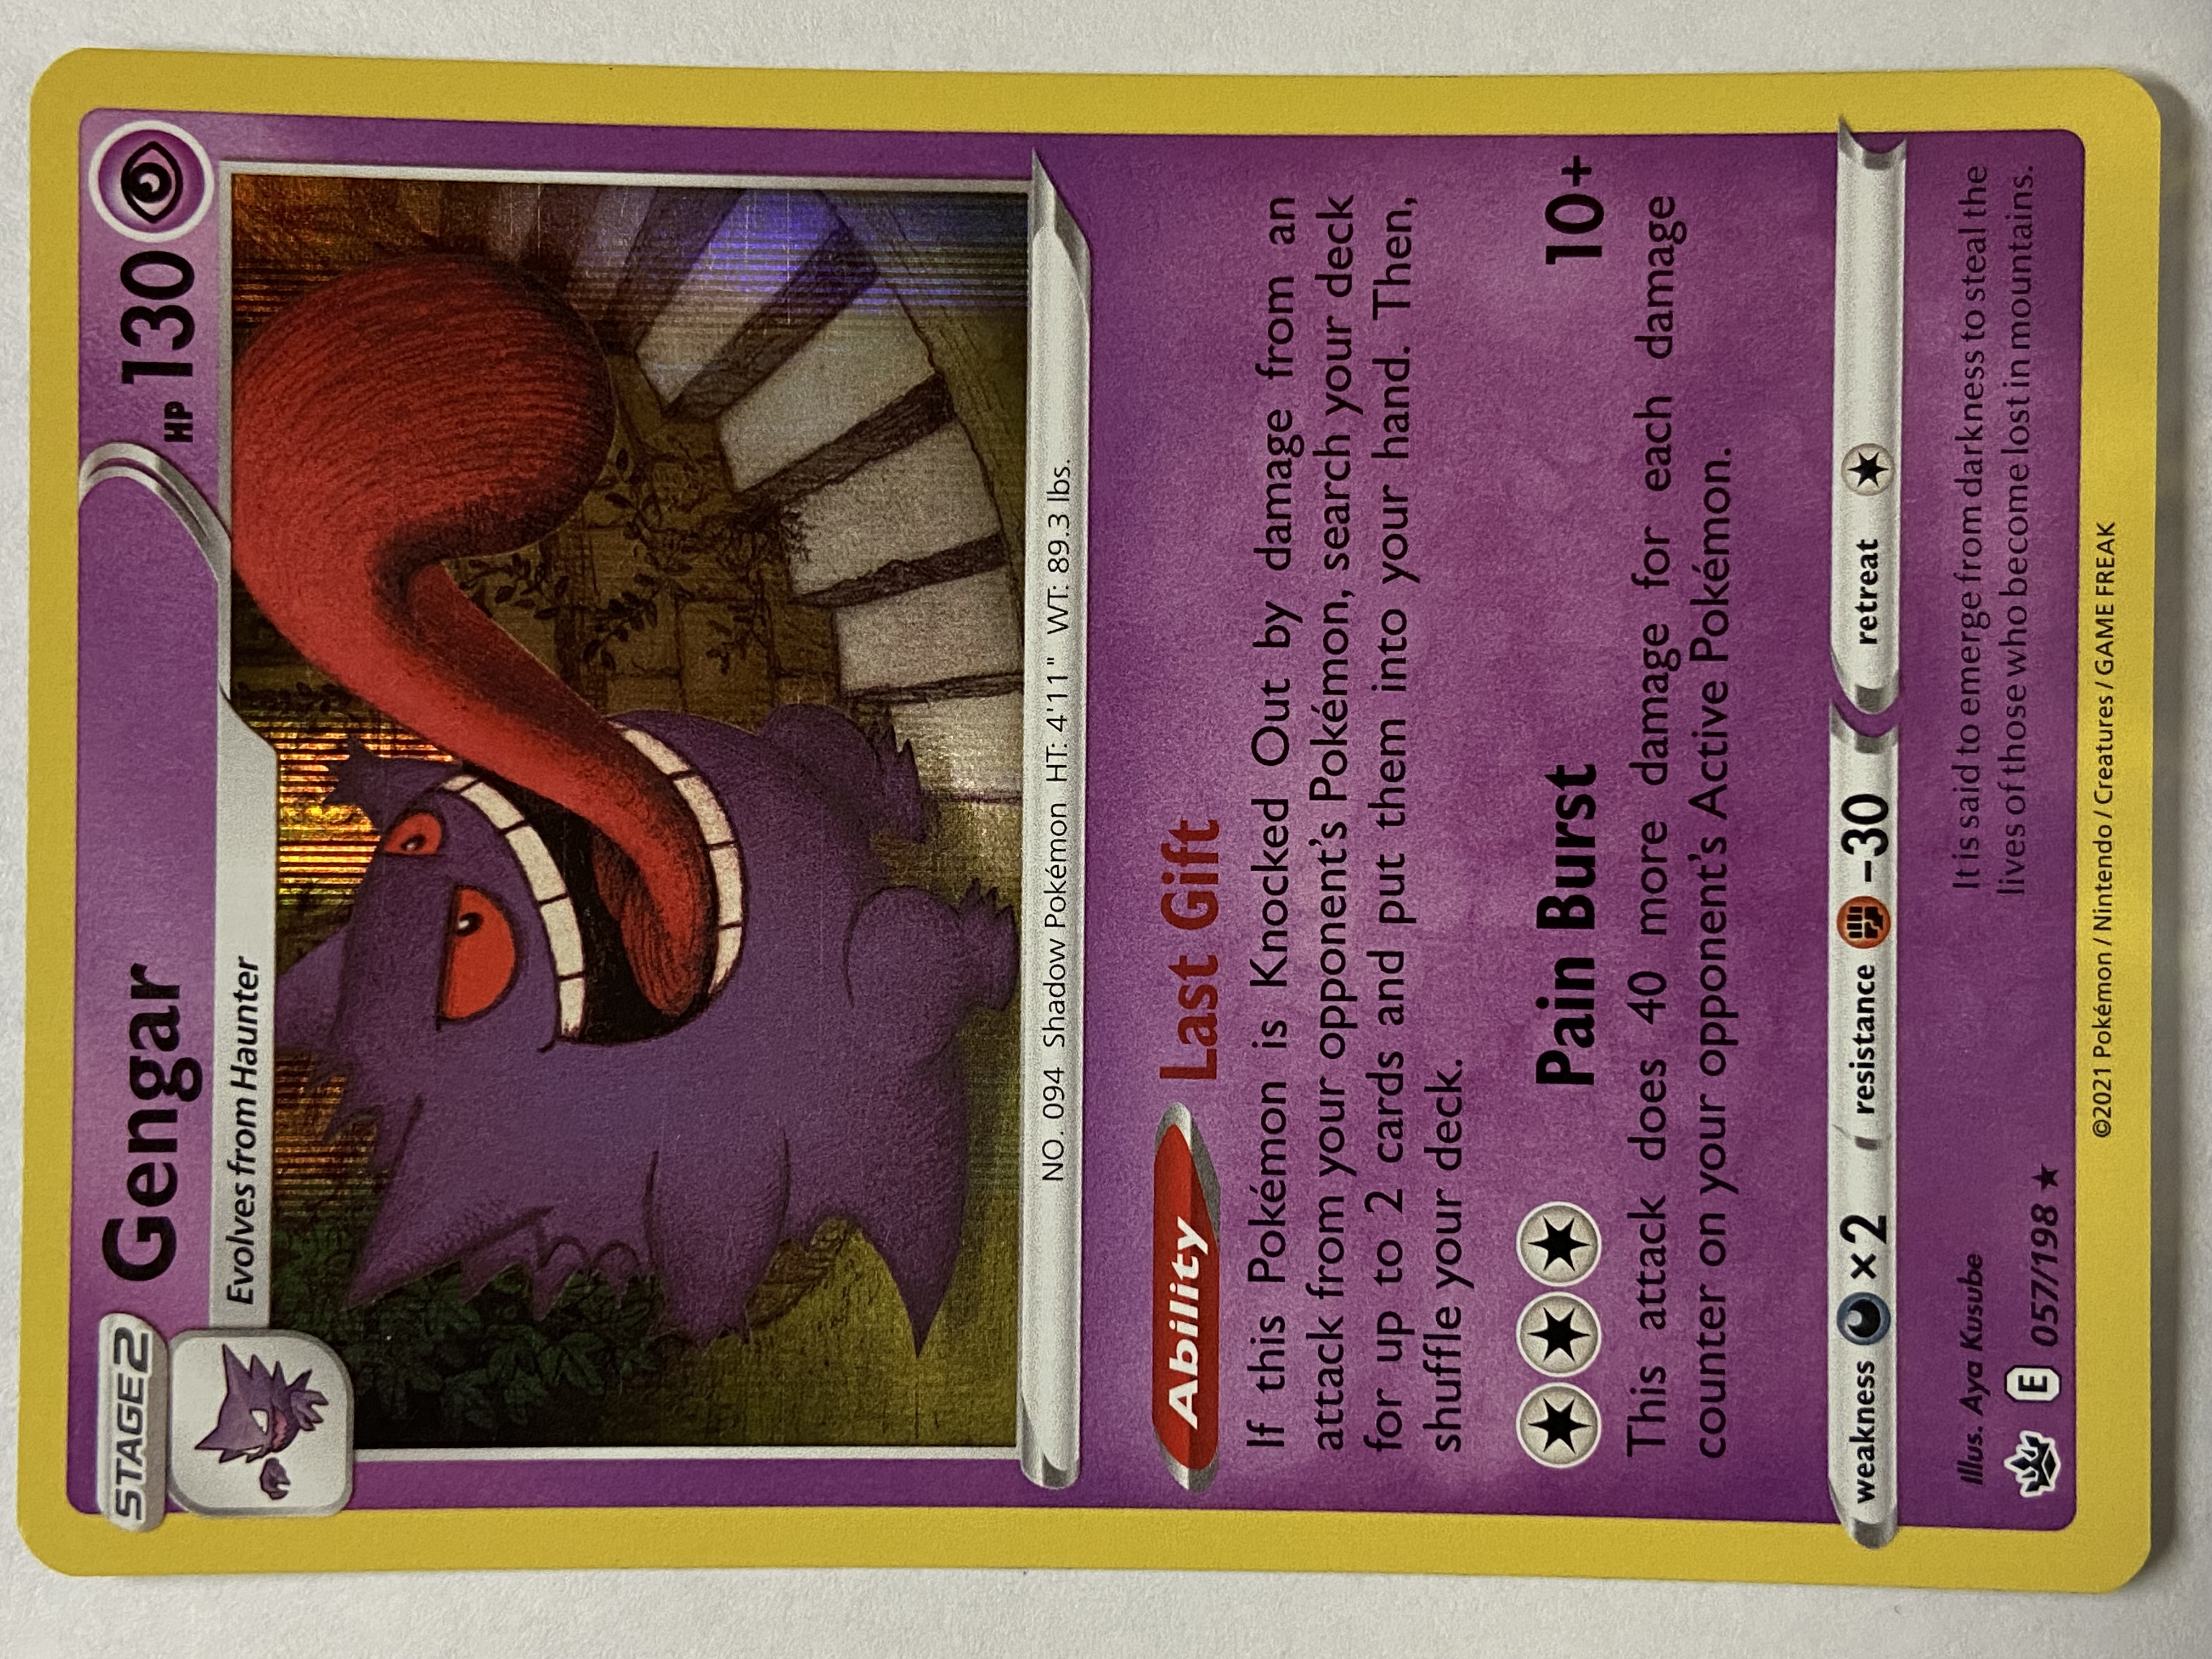 STAGE2 Gengar HP 130
Evolves from Haunter
NO. 094 Shadow Pokémon HT: 4'11" WT: 89.3 lbs.
Ability Last Gift
If this Pokémon is Knocked Out by damage from an
attack from your opponent's Pokémon, search your deck
for up to 2 cards and put them into your hand. Then,
shuffle your deck.
Pain Burst 10+
This attack does 40 more damage for each damage
counter on your opponent's Active Pokémon.
weakness ×2 resistance -30 retreat
Illus. Aya Kusube
It is said to emerge from darkness to steal the
lives of those who become lost in mountains.
E 057/198 ★
©2021 Pokémon / Nintendo / Creatures / GAME FREAK